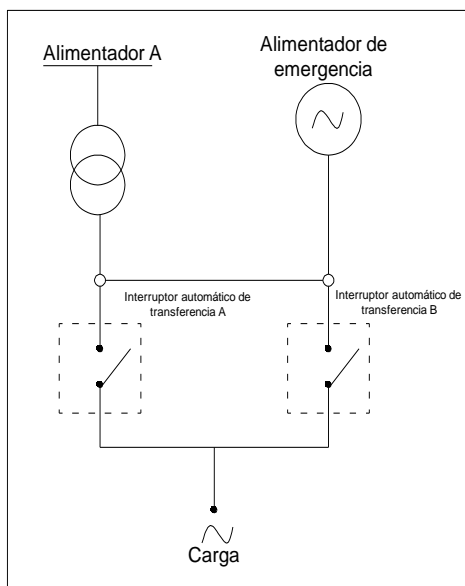 Alimentador A
Alimentador de
emergencia
Interruptor automático de
transferencia A
Interruptor automático de
transferencia B
Carga